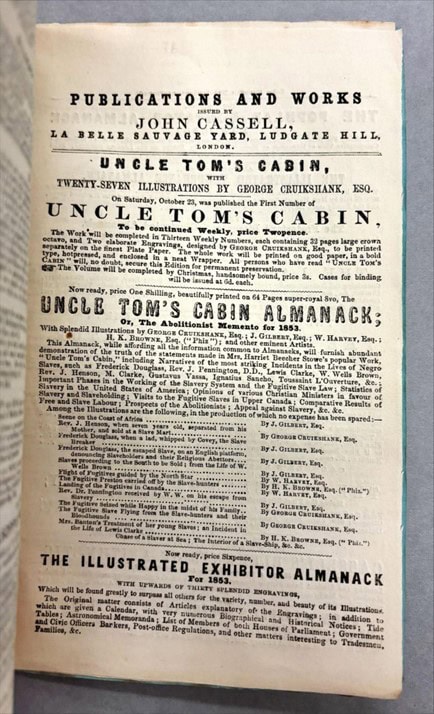 PUBLICATIONS AND WORKS
ISSUED BY
JOHN CASSELL,
LA BELLE SAUVAGE YARD, LUDGATE HILL,
LONDON.
UNCLE TOM'S CABIN,
WITH
TWENTY-SEVEN ILLUSTRATIONS BY GEORGE CRUIKSHANK, ESQ.
On Saturday, October 23, was published the First Number of
UNCLE TOM'S CABIN.
To be continued Weekly, price Twopence.
The Work will be completed in Thirteen Weekly Numbers, each containing 32 pages large crown
octavo, and Two elaborate Engravings, designed by GEORGE CRUIKSHANK, ESQ., to be printed
separately on the finest Plate Paper. The whole work will be printed on good paper, in a bold
type, hotpressed, and enclosed in a neat Wrapper. All persons who have read "UNCLE TOM'S
CABIN" will, no doubt, secure this Edition for permanent preservation.
The Volume will be completed by Christmas, handsomely bound, price 3s. Cases for binding
will be issued at 6d. each.
Now ready, price One Shilling, beautifully printed on 64 Pages super-royal 8vo, The
UNCLE TOM'S CABIN ALMANACK;
Or, The Abolitionist Memento for 1853.
With Splendid Illustrations by GEORGE CRUIKSHANK, ESQ.; J. GILBERT, ESQ.; W. HARVEY, ESQ.;
H. K. BROWNE, ESQ. ("PHIZ"); and other eminent Artists.
This Almanack, while affording all the information common to Almanacks, will furnish abundant
demonstration of the truth of the statements made in Mrs. Harriet Beecher Stowe's popular Work,
"Uncle Tom's Cabin," including Narratives of the most striking Incidents in the Lives of Negro
Slaves, such as Frederick Douglass, Rev. J. Pennington, D.D., Lewis Clarke, W. Wells Brown,
Rev. J. Henson, M. Clark, Gustavus Vassa, Ignatius Sancho, Toussaint L'Ouverture, &c.;
Important Phases in the Working of the Slavery System and the Fugitive Slave Law; Statistics of
Slavery in the United States of America; Opinions of various Christian Ministers in favour of
Slavery and Slaveholding; Visits to the Fugitive Slaves in Upper Canada; Comparative Results of
Free and Slave Labour; Prospects of the Abolitionists; Appeal against Slavery, &c. &c.
Among the Illustrations are the following, in the production of which no expense has been spared:—
Scene on the Coast of Africa By J. GILBERT, ESQ.
Rev. J. Henson, when seven years old, separated from his
Mother, and sold at a Slave Mart By GEORGE CRUIKSHANK, ESQ.
Frederick Douglass, when a lad, whipped by Covey, the Slave
Breaker By J. GILBERT, ESQ.
Frederick Douglass, the escaped Slave, on an English platform,
denouncing Slaveholders and their Religious Abettors By J. GILBERT, ESQ.
Slaves proceeding to the South to be Sold; from the Life of W.
Wells Brown By J. GILBERT, ESQ.
Flight of Fugitives, guided by the North Star By W. HARVEY, ESQ.
The Fugitive Preston carried off by the Slave-hunters By H. K. BROWNE, ESQ. ("PHIZ.")
Landing of the Fugitives in Canada By W. HARVEY, ESQ.
Rev. Dr. Pennington received by W. W. on his escape from
Slavery By J. GILBERT, ESQ.
The Fugitive Seized while Happy in the midst of his Family By GEORGE CRUIKSHANK, ESQ.
The Fugitive Slave Flying from the Slave-hunters and their
Bloodhounds By GEORGE CRUIKSHANK, ESQ.
Mrs. Banton's Treatment of her young Slaves; an Incident in
the Life of Lewis Clarke By H. K. BROWNE, ESQ. ("PHIZ.")
Chase of a Slaver at Sea; The Interior of a Slave-Ship, &c. &c.
Now ready, price Sixpence,
THE ILLUSTRATED EXHIBITOR ALMANACK
For 1853.
WITH UPWARDS OF THIRTY SPLENDID ENGRAVINGS,
Which will be found greatly to surpass all others for the variety, number, and beauty of its Illustrations.
The Original matter consists of Articles explanatory of the Engravings; in addition to
which are given a Calendar, with very numerous Biographical and Historical Notices; Tide
Tables; Astronomical Memoranda; List of Members of both Houses of Parliament; Government
and Civic Officers Bankers, Post-office Regulations, and other matters interesting to Tradesmen,
Families, &c.